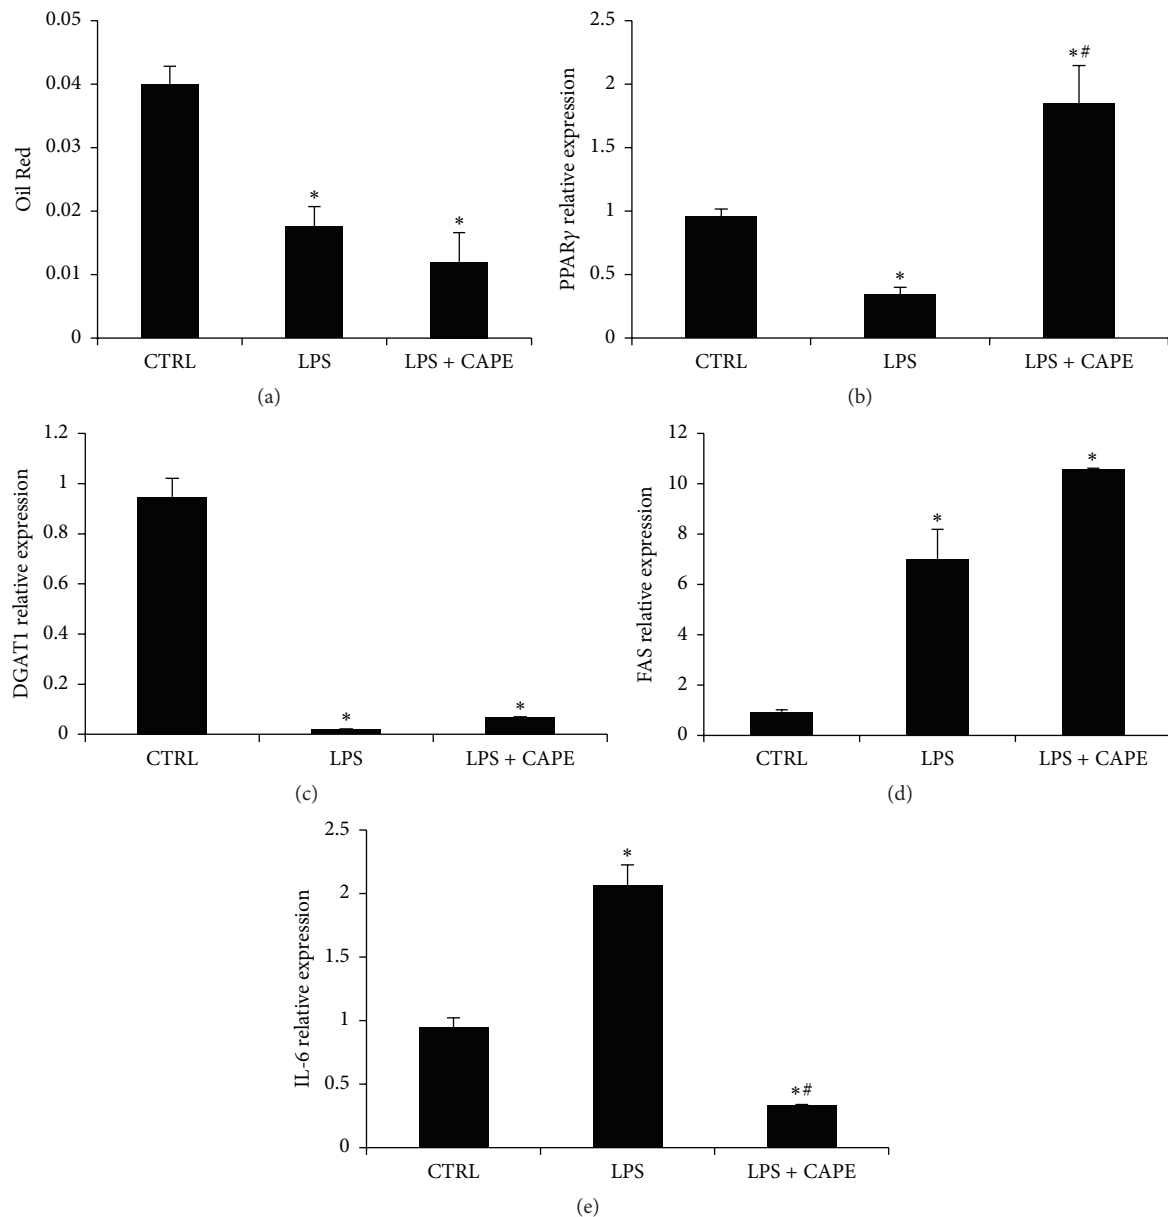 0.05
0.04
0.03
0.02
0.01
0
Oil Red
*
*
CTRL
LPS
LPS + CAPE
(a)
2.5
2
1.5
1
0.5
0
PPARγ relative expression
*
*#
CTRL
LPS
LPS + CAPE
(b)
1.2
1
0.8
0.6
0.4
0.2
0
DGAT1 relative expression
*
*
CTRL
LPS
LPS + CAPE
(c)
12
10
8
6
4
2
0
FAS relative expression
*
*
CTRL
LPS
LPS + CAPE
(d)
2.5
2
1.5
1
0.5
0
IL-6 relative expression
*
*#
CTRL
LPS
LPS + CAPE
(e)